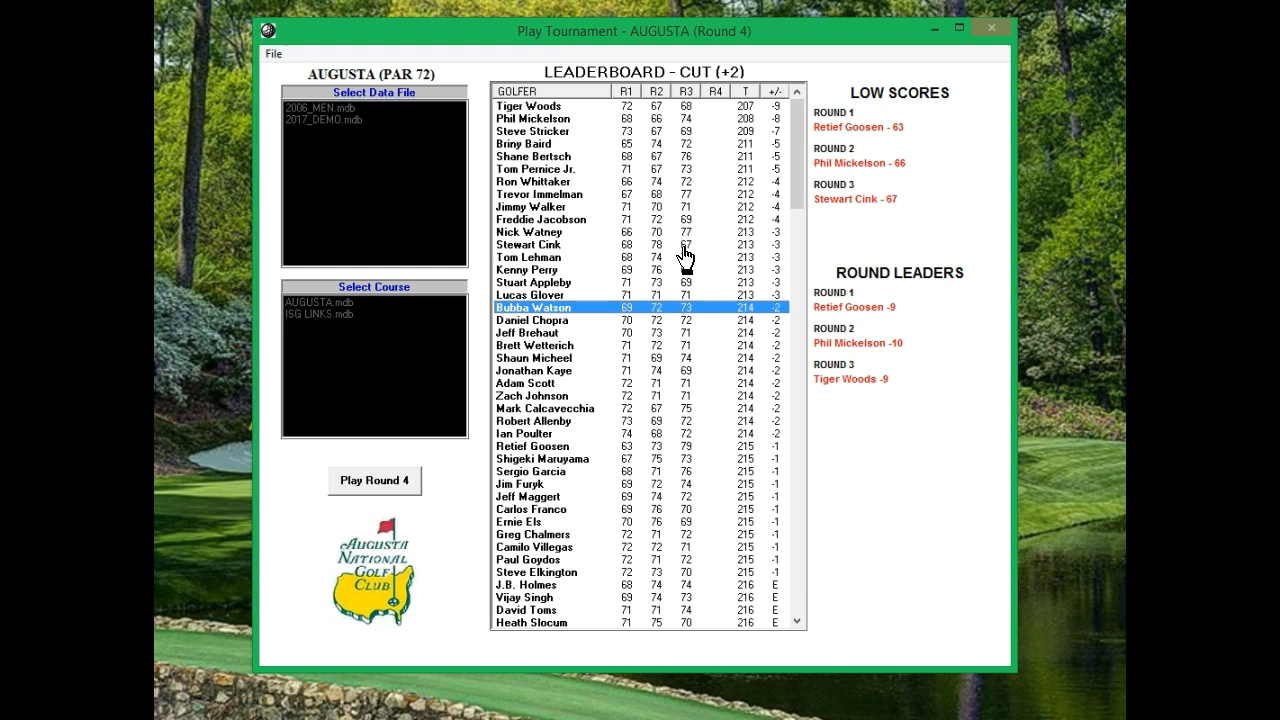 Play Tournament - AUGUSTA (Round 4)
File
AUGUSTA (PAR 72)
Select Data File
2006_MEN.mdb
2017_DEMO.mdb
Select Course
AUGUSTA.mdb
ISG LINKS.mdb
Play Round 4
AUGUSTA
NATIONAL
GOLF
CLUB
LEADERBOARD - CUT (+2)
GOLFER R1 R2 R3 R4 T +/-
Tiger Woods 72 67 68 207 -9
Phil Mickelson 68 66 74 208 -8
Steve Stricker 73 67 69 209 -7
Briny Baird 65 74 72 211 -5
Shane Bertsch 68 67 76 211 -5
Tom Pernice Jr. 71 67 73 211 -5
Ron Whittaker 66 74 72 212 -4
Trevor Immelman 67 68 77 212 -4
Jimmy Walker 71 70 71 212 -4
Freddie Jacobson 71 72 69 212 -4
Nick Watney 66 70 77 213 -3
Stewart Cink 68 78 67 213 -3
Tom Lehman 68 74 213 -3
Kenny Perry 69 76 213 -3
Stuart Appleby 71 73 69 213 -3
Lucas Glover 71 71 71 213 -3
Bubba Watson 69 72 73 214 -2
Daniel Chopra 70 72 72 214 -2
Jeff Brehaut 70 73 71 214 -2
Brett Wetterich 71 72 71 214 -2
Shaun Micheel 71 69 74 214 -2
Jonathan Kaye 71 74 69 214 -2
Adam Scott 72 71 71 214 -2
Zach Johnson 72 71 71 214 -2
Mark Calcavecchia 72 67 75 214 -2
Robert Allenby 73 69 72 214 -2
Ian Poulter 74 68 72 214 -2
Retief Goosen 63 73 79 215 -1
Shigeki Maruyama 67 75 73 215 -1
Sergio Garcia 68 71 76 215 -1
Jim Furyk 69 72 74 215 -1
Jeff Maggert 69 74 72 215 -1
Carlos Franco 69 76 70 215 -1
Ernie Els 70 76 69 215 -1
Greg Chalmers 72 71 72 215 -1
Camilo Villegas 72 72 71 215 -1
Paul Goydos 72 71 72 215 -1
Steve Elkington 72 73 70 215 -1
J.B. Holmes 68 74 74 216 E
Vijay Singh 69 74 73 216 E
David Toms 71 71 74 216 E
Heath Slocum 71 75 70 216 E
LOW SCORES
ROUND 1
Retief Goosen - 63
ROUND 2
Phil Mickelson - 66
ROUND 3
Stewart Cink - 67
ROUND LEADERS
ROUND 1
Retief Goosen -9
ROUND 2
Phil Mickelson -10
ROUND 3
Tiger Woods -9